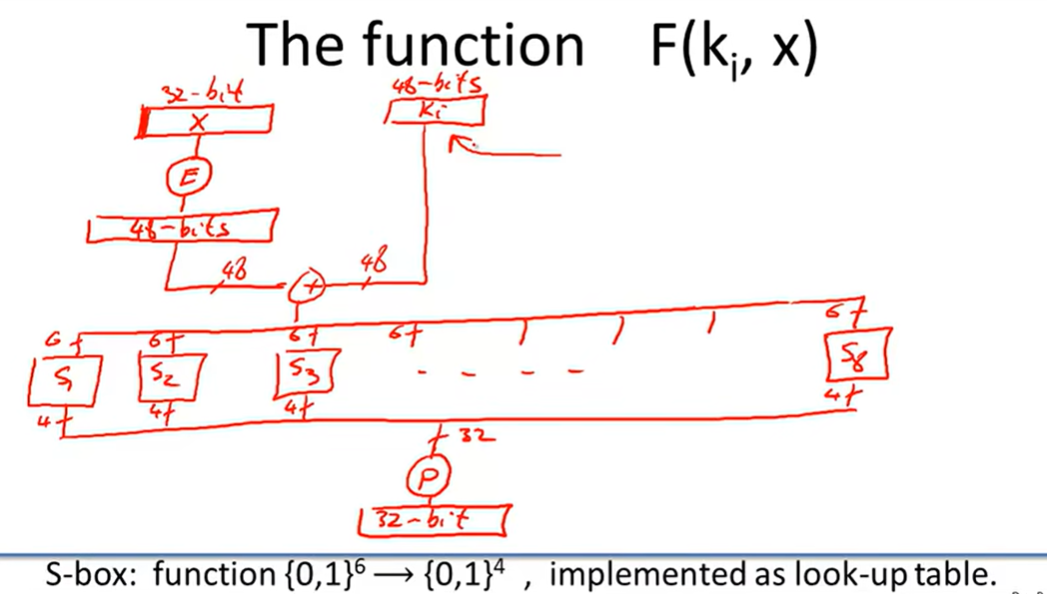 The function F(kᵢ, x)
32-bit 48-bits
X Ki
E
48-bits
48 + 48
6 6 6 6 6
S1 S2 S3 - - - - S8
4 4 4 4
32
P
32-bit
S-box: function {0,1}⁶ → {0,1}⁴ , implemented as look-up table.